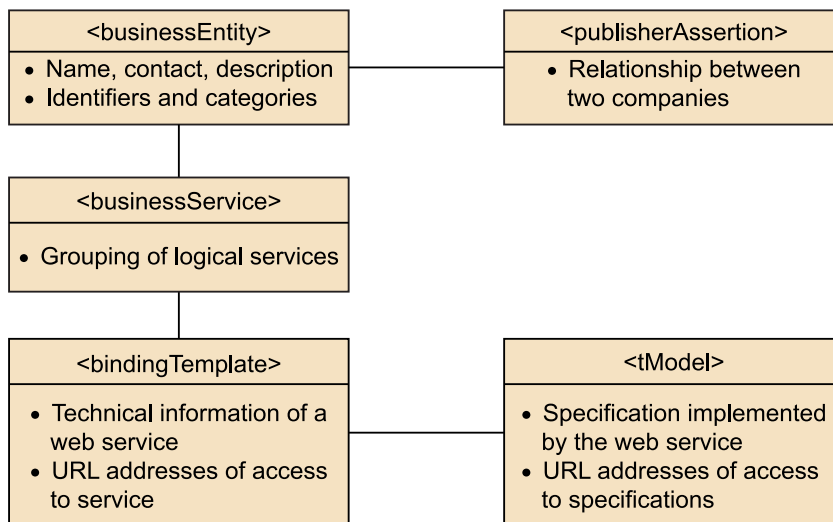 <businessEntity>
• Name, contact, description
• Identifiers and categories
<publisherAssertion>
• Relationship between
two companies
<businessService>
• Grouping of logical services
<bindingTemplate>
• Technical information of a
web service
• URL addresses of access
to service
<tModel>
• Specification implemented
by the web service
• URL addresses of access
to specifications